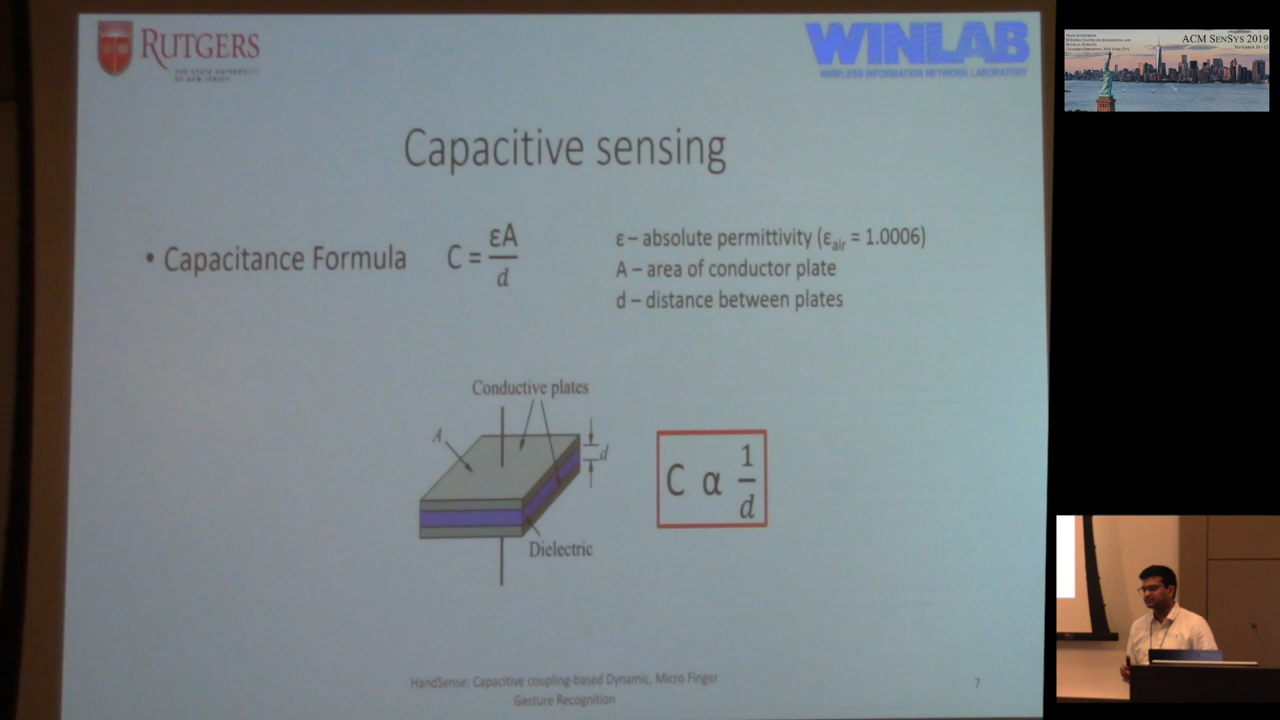 RUTGERS
THE STATE UNIVERSITY
OF NEW JERSEY
WINLAB
WIRELESS INFORMATION NETWORK LABORATORY
Capacitive sensing
• Capacitance Formula
C = εA/d
ε – absolute permittivity (ε_air = 1.0006)
A – area of conductor plate
d – distance between plates
Conductive plates
A
d
Dielectric
C α 1/d
HandSense: Capacitive coupling-based Dynamic, Micro Finger
Gesture Recognition
7
ACM SENSYS 2019